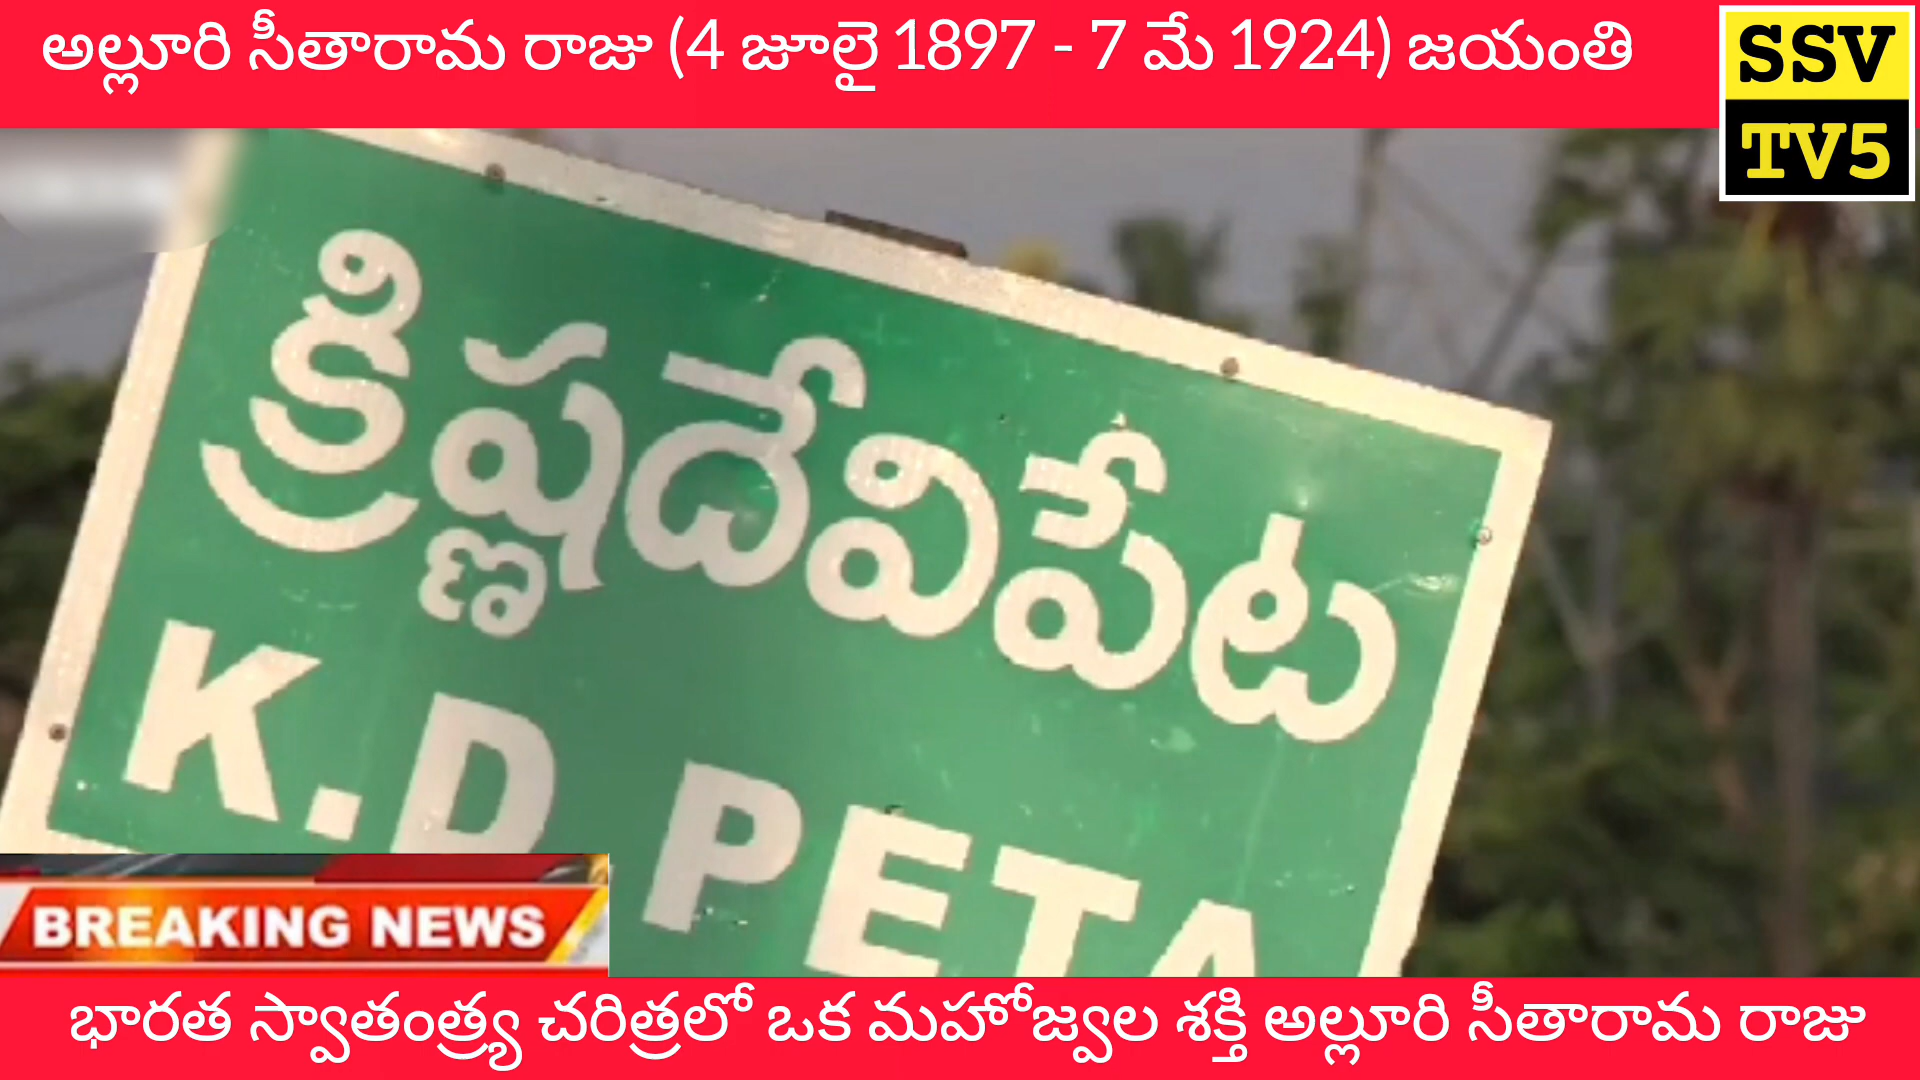 అల్లూరి సీతారామ రాజు (4 జూలై 1897 - 7 మే 1924) జయంతి
SSV
TV5
క్రిష్ణదేవిపేట
K.D PETA
BREAKING NEWS
భారత స్వాతంత్ర్య చరిత్రలో ఒక మహోజ్వల శక్తి అల్లూరి సీతారామ రాజు